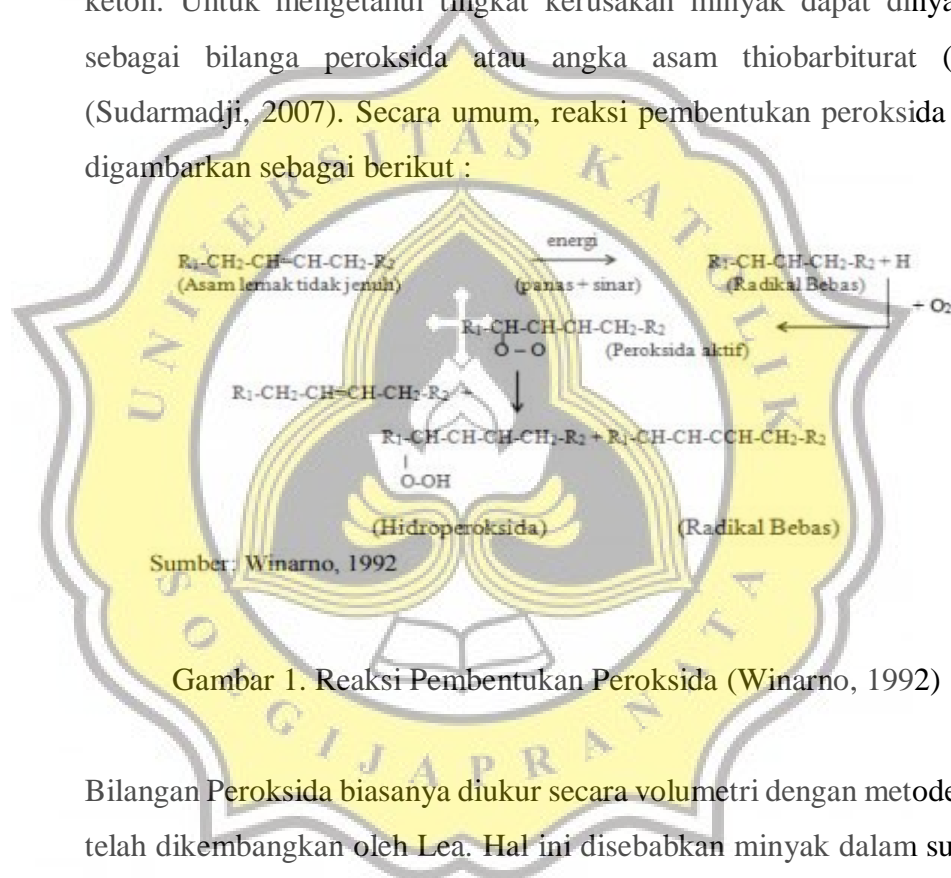 keton. Untuk mengetahui tingkat kerusakan minyak dapat
sebagai bilanga peroksida atau angka asam thiobarbiturat (
(Sudarmadji, 2007). Secara umum, reaksi pembentukan peroksida
digambarkan sebagai berikut :
UNIVERSITAS KATOLIK
energi
R₁-CH₂-CH=CH-CH₂-R₂ R₁-CH-CH-CH₂-R₂ + H
(Asam lemak tidak jenuh) (panas + sinar) (Radikal Bebas)
+ O₂
R₁-CH-CH-CH-CH₂-R₂
O – O (Peroksida aktif)
R₁-CH₂-CH=CH-CH₂-R₂ +
R₁-CH-CH-CH-CH₂-R₂ + R₁-CH-CH-CCH-CH₂-R₂
O-OH
(Hidroperoksida) (Radikal Bebas)
Sumber: Winarno, 1992
Gambar 1. Reaksi Pembentukan Peroksida (Winarno, 1992)
SOEGIJAPRANATA
Bilangan Peroksida biasanya diukur secara volumetri dengan metode
telah dikembangkan oleh Lea. Hal ini disebabkan minyak dalam